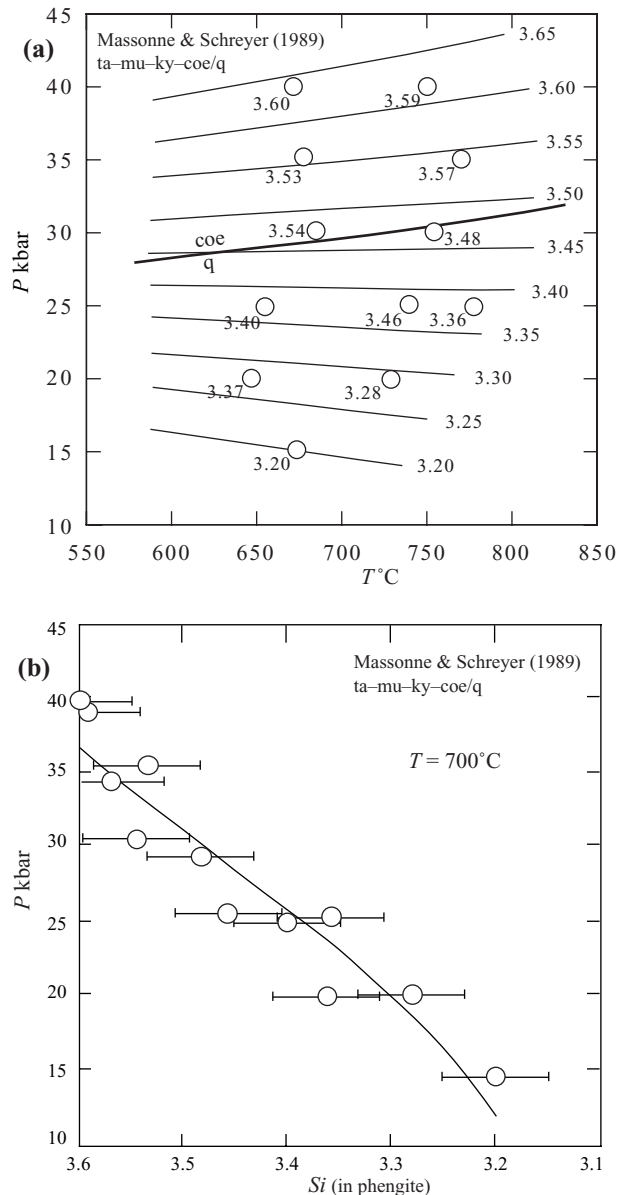 45
Massonne & Schreyer (1989)
3.65
(a)
ta–mu–ky–coe/q
40
3.60
3.59
3.60
35
3.55
3.53
3.57
3.50
30
coe
3.54
3.48
q
3.45
P kbar
25
3.40
3.40
3.46
3.36
3.35
20
3.30
3.37
3.28
3.25
15
3.20
3.20
10
550 600 650 700 750 800 850
T°C
45
(b)
Massonne & Schreyer (1989)
ta–mu–ky–coe/q
40
T = 700°C
35
30
P kbar
25
20
15
10
3.6 3.5 3.4 3.3 3.2 3.1
Si (in phengite)